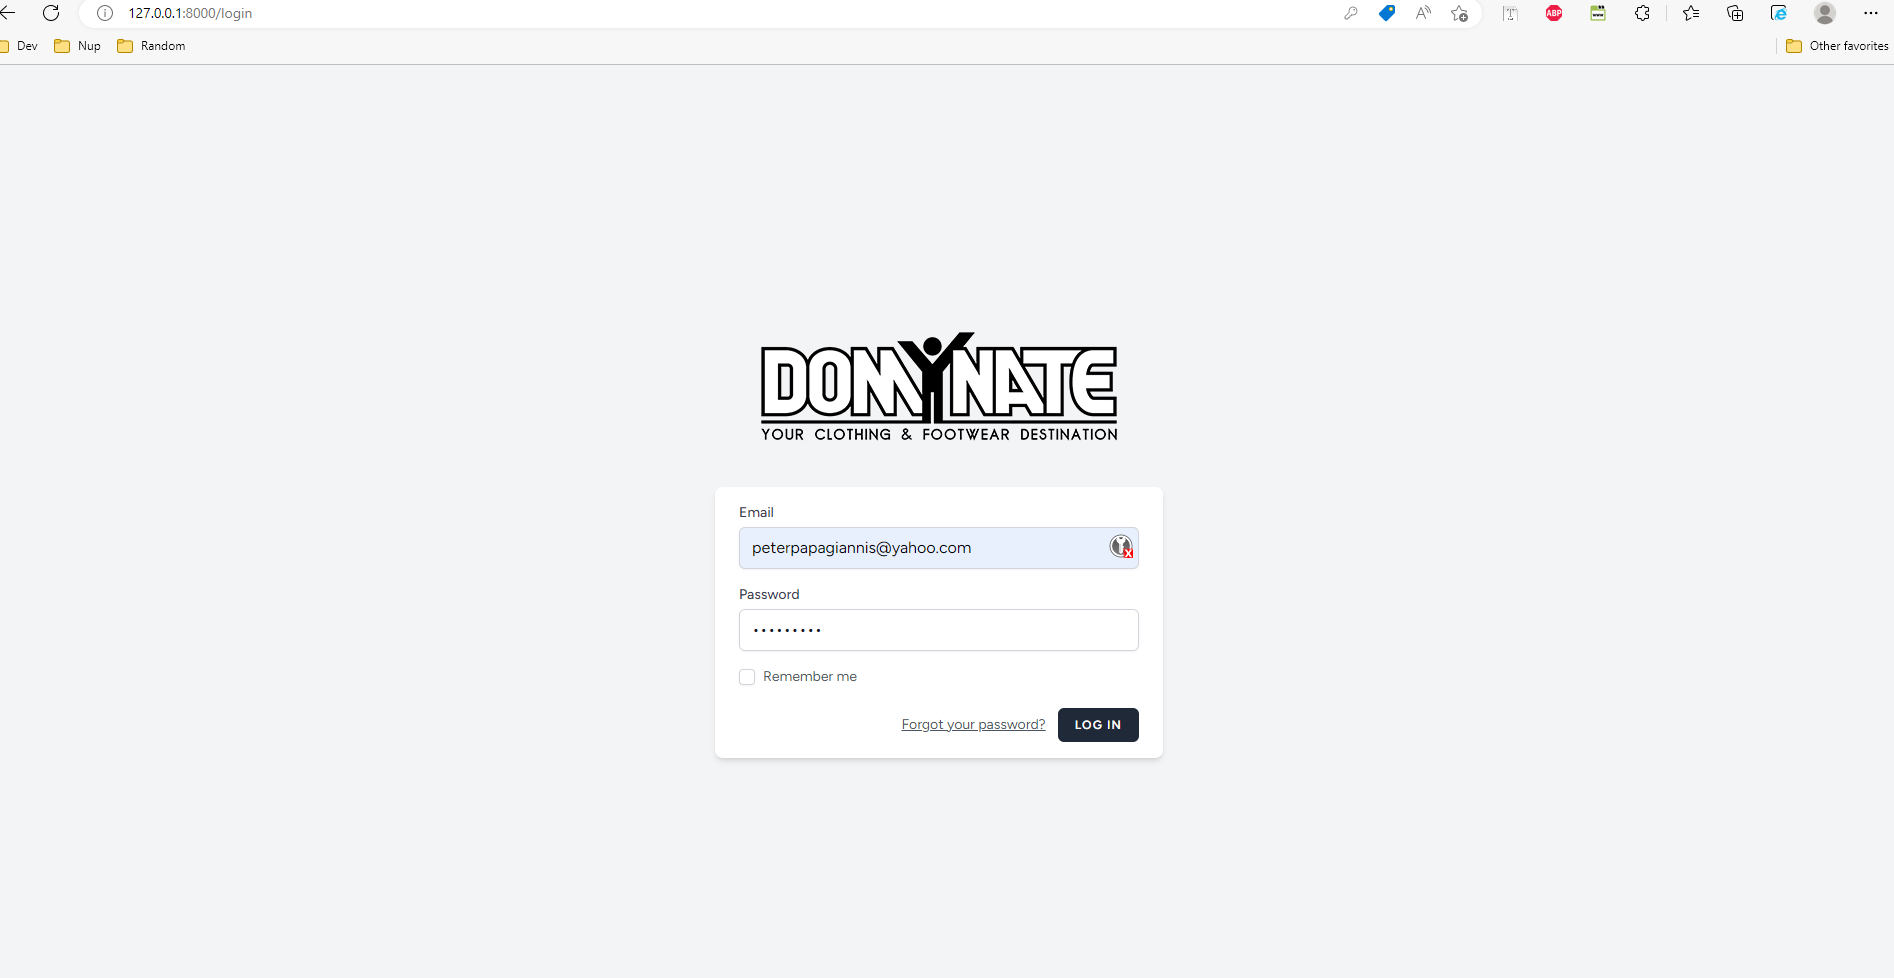 127.0.0.1:8000/login
Dev Nup Random Other favorites
DOMYNATE
YOUR CLOTHING & FOOTWEAR DESTINATION
Email
peterpapagiannis@yahoo.com
Password
•••••••••
Remember me
Forgot your password? LOG IN